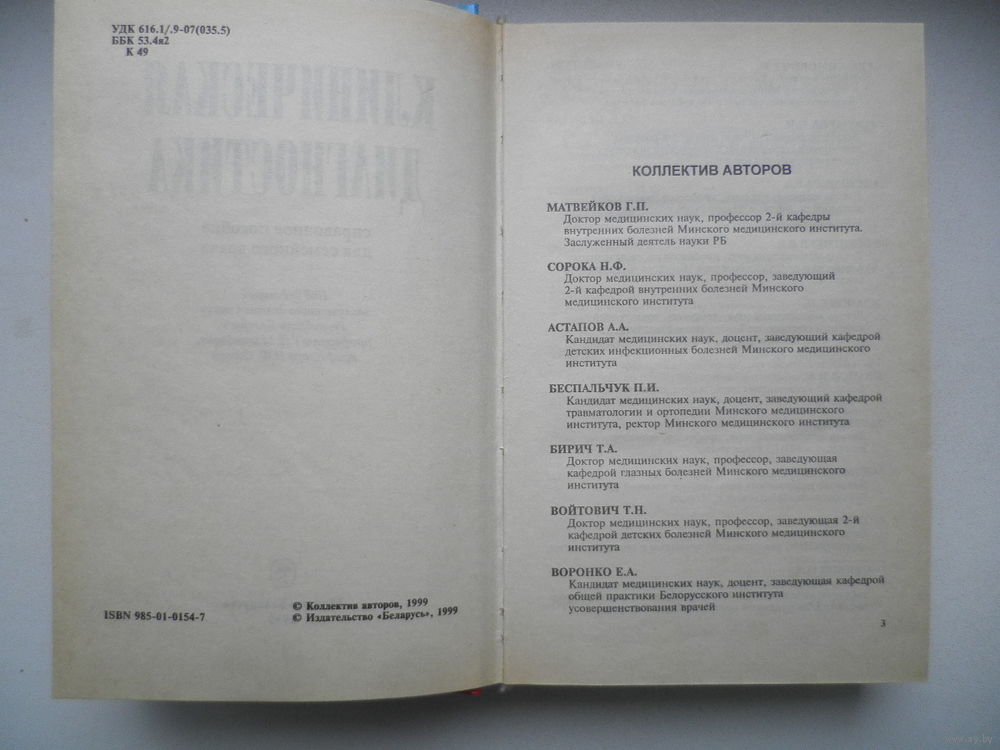 УДК 616.1/.9-07(035.5)
ББК 53.4я2
К 49
ISBN 985-01-0154-7
© Коллектив авторов, 1999
© Издательство «Беларусь», 1999
КОЛЛЕКТИВ АВТОРОВ
МАТВЕЙКОВ Г.П.
Доктор медицинских наук, профессор 2-й кафедры
внутренних болезней Минского медицинского института.
Заслуженный деятель науки РБ
СОРОКА Н.Ф.
Доктор медицинских наук, профессор, заведующий
2-й кафедрой внутренних болезней Минского
медицинского института
АСТАПОВ А.А.
Кандидат медицинских наук, доцент, заведующий кафедрой
детских инфекционных болезней Минского медицинского
института
БЕСПАЛЬЧУК П.И.
Кандидат медицинских наук, доцент, заведующий кафедрой
травматологии и ортопедии Минского медицинского
института, ректор Минского медицинского института
БИРИЧ Т.А.
Доктор медицинских наук, профессор, заведующая
кафедрой глазных болезней Минского медицинского
института
ВОЙТОВИЧ Т.Н.
Доктор медицинских наук, профессор, заведующая 2-й
кафедрой детских болезней Минского медицинского
института
ВОРОНКО Е.А.
Кандидат медицинских наук, доцент, заведующая кафедрой
общей практики Белорусского института
усовершенствования врачей
3
www.ay.by